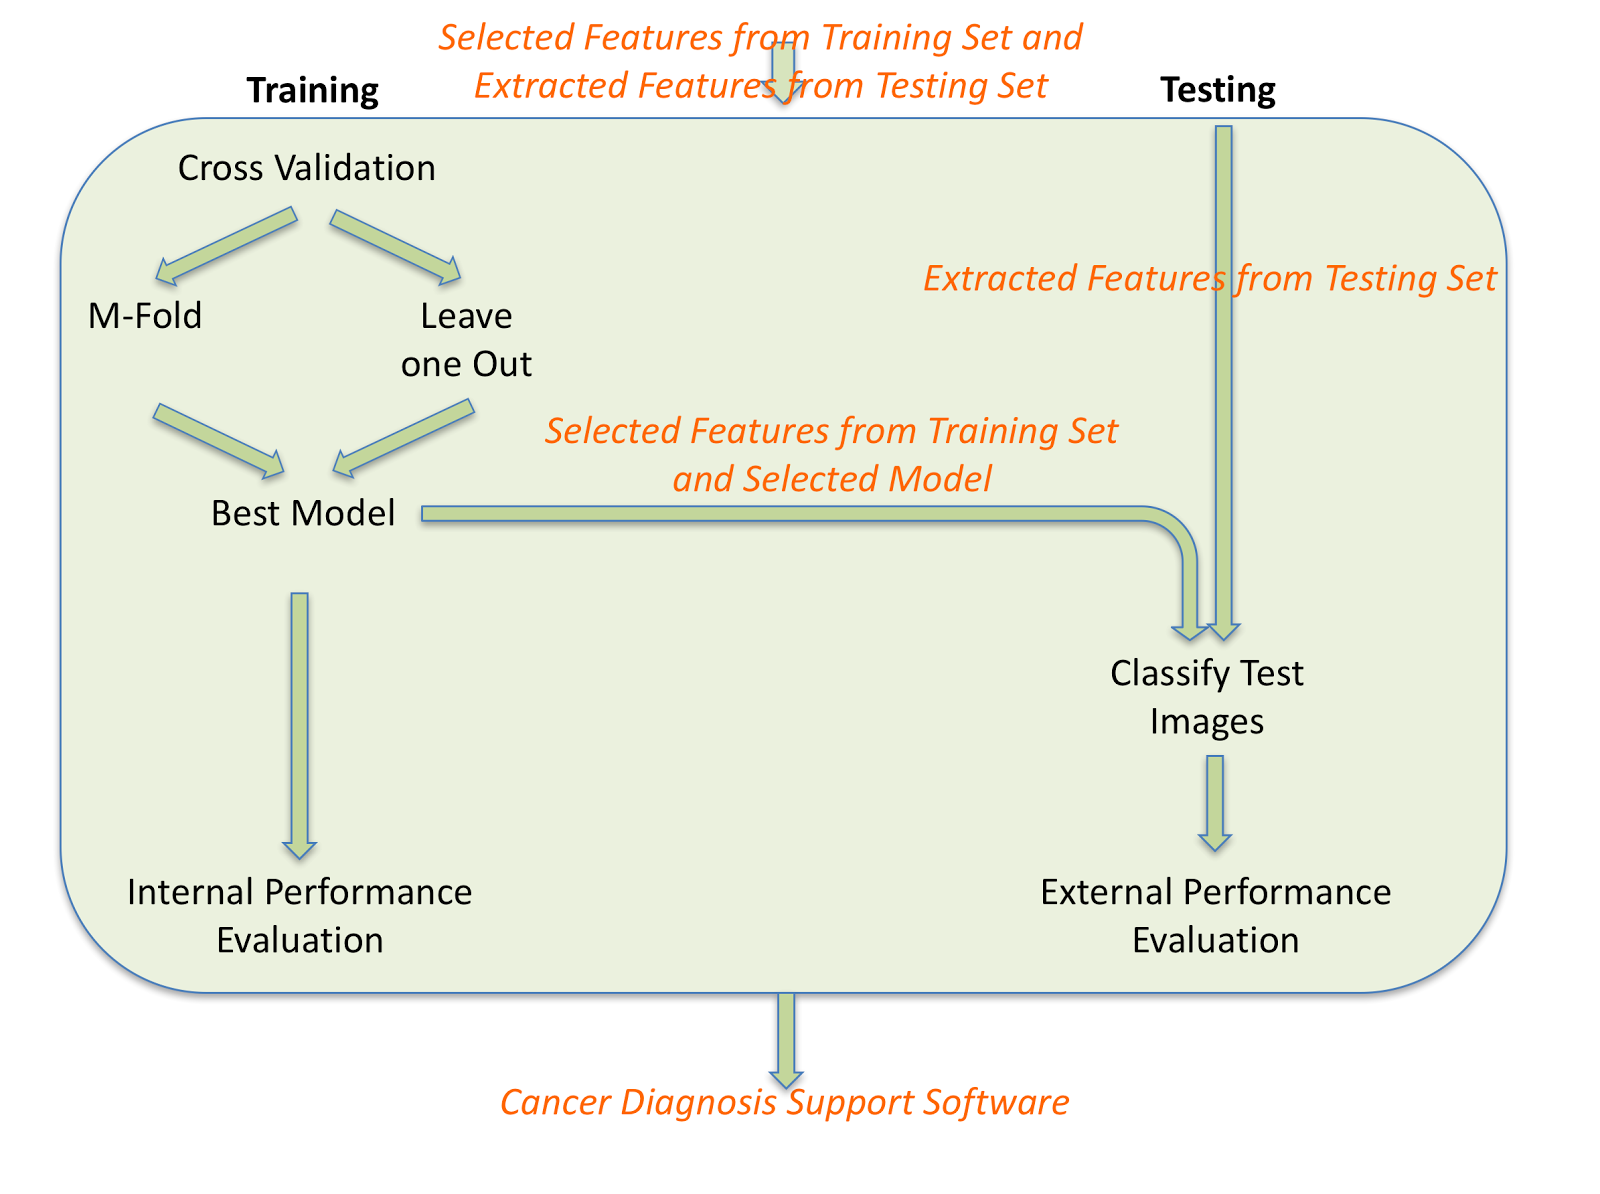 Selected Features from Training Set and
Extracted Features from Testing Set
Training
Testing
Cross Validation
M-Fold
Leave
one Out
Extracted Features from Testing Set
Selected Features from Training Set
and Selected Model
Best Model
Classify Test
Images
Internal Performance
Evaluation
External Performance
Evaluation
Cancer Diagnosis Support Software